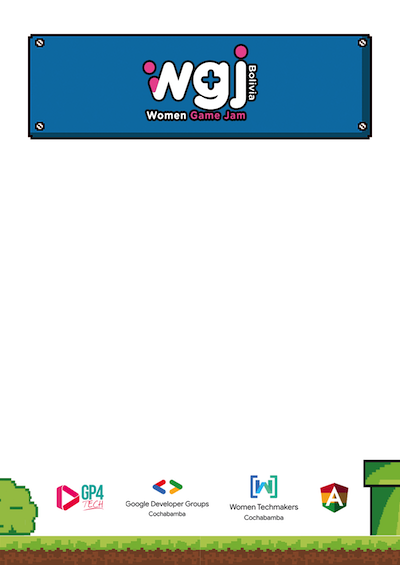 wgj
Bolivia
Women Game Jam
GP4
TECH
Google Developer Groups
Cochabamba
Women Techmakers
Cochabamba
A